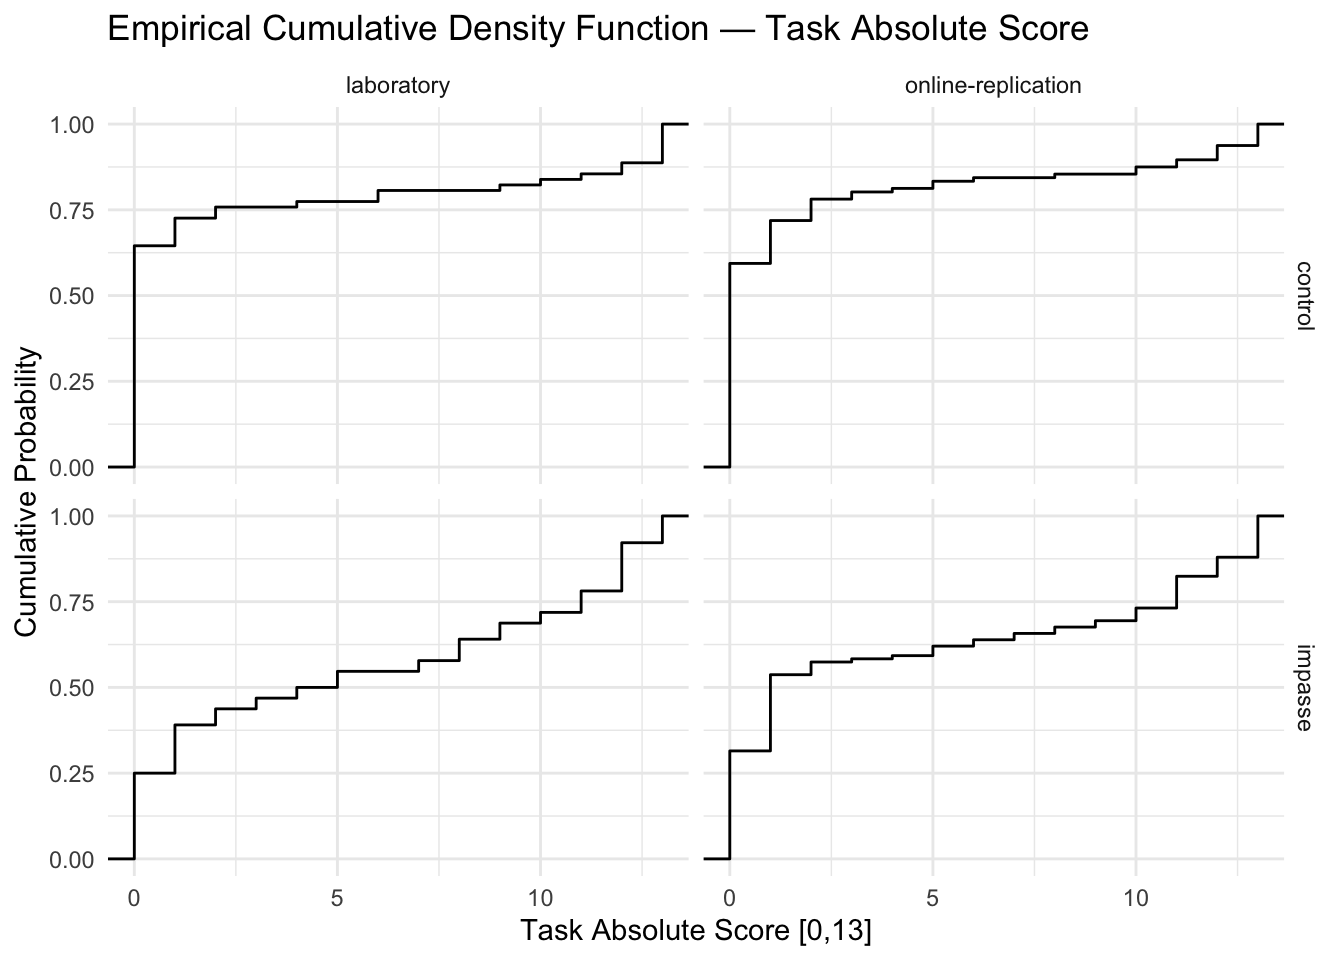 Empirical Cumulative Density Function — Task Absolute Score
laboratory
online-replication
1.00
0.75
0.50
0.25
0.00
control
1.00
0.75
0.50
0.25
0.00
impasse
Cumulative Probability
0 5 10
0 5 10
Task Absolute Score [0,13]